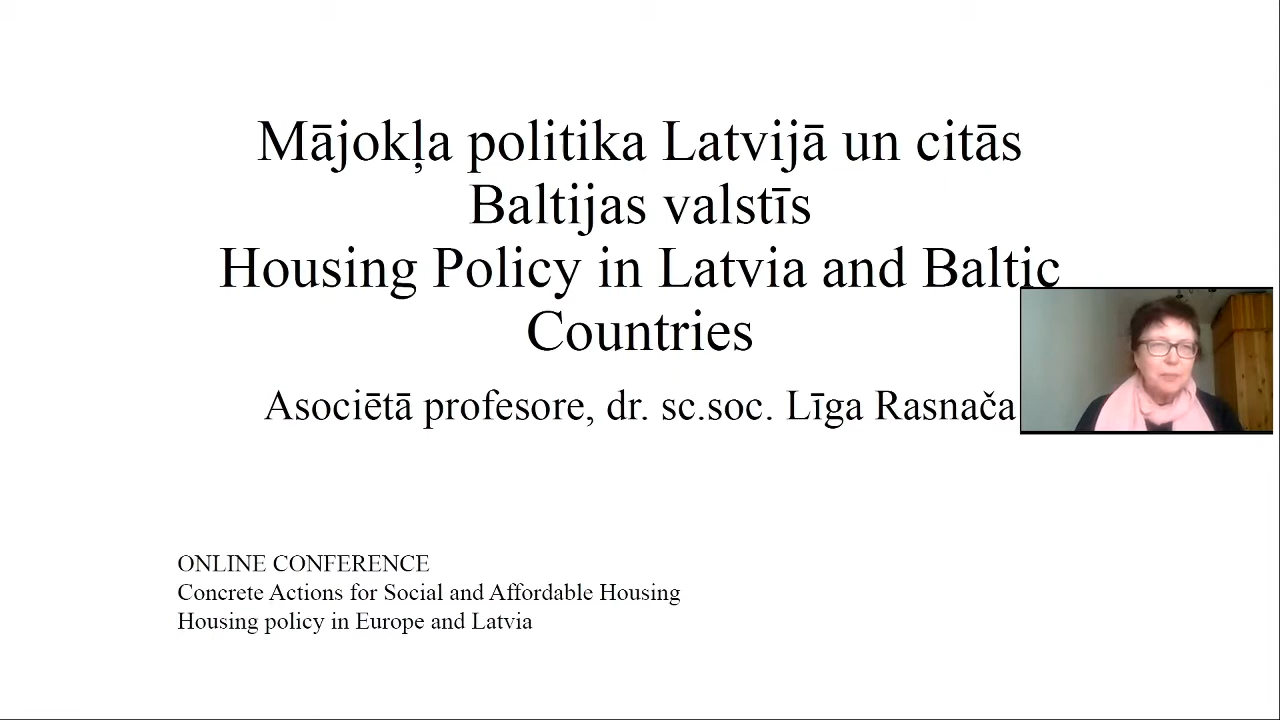 Mājokļa politika Latvijā un citās
Baltijas valstīs
Housing Policy in Latvia and Baltic
Countries
Asociētā profesore, dr. sc.soc. Līga Rasnača
ONLINE CONFERENCE
Concrete Actions for Social and Affordable Housing
Housing policy in Europe and Latvia